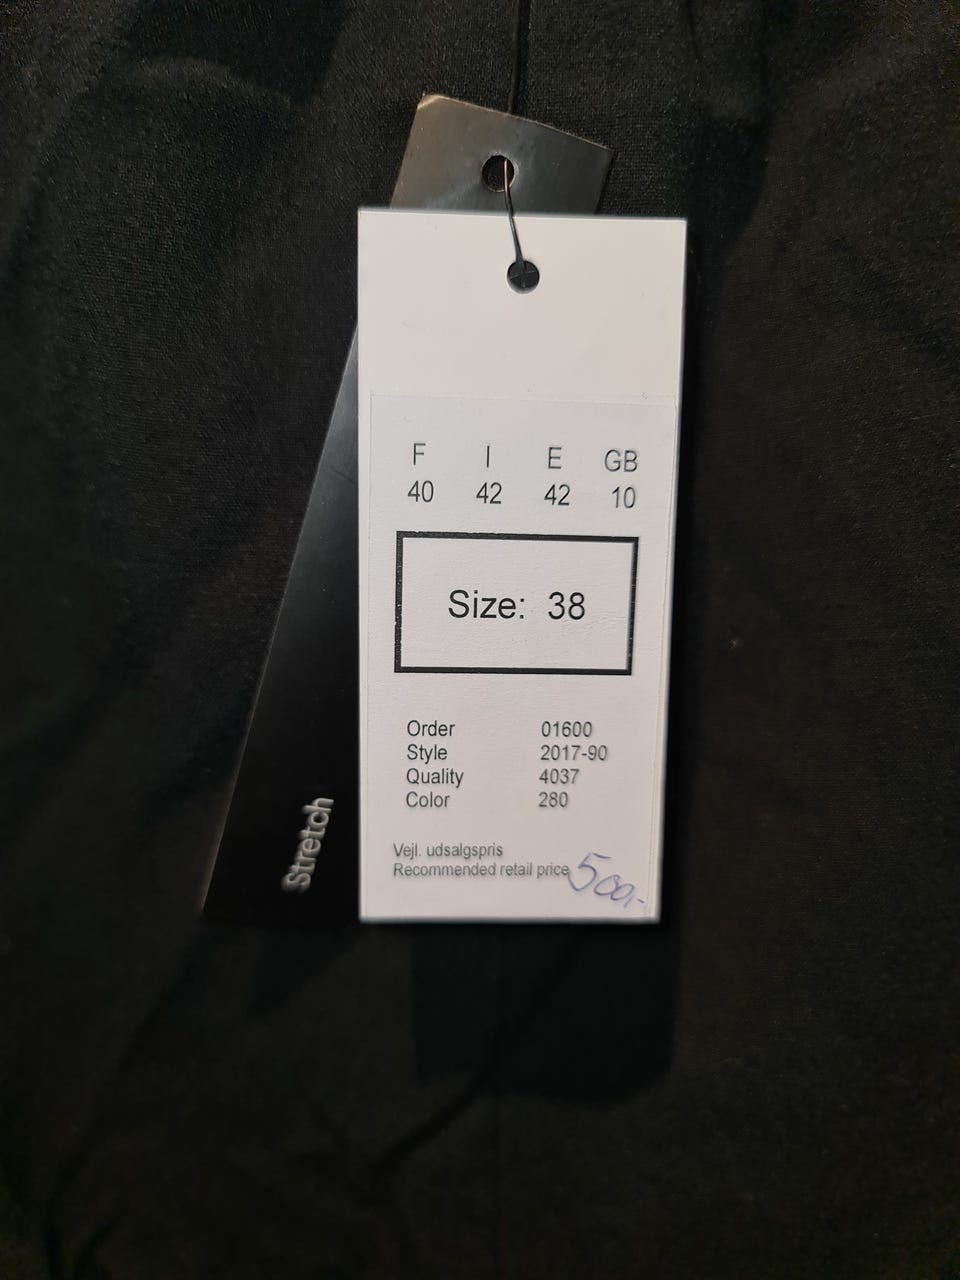 F I E GB
40 42 42 10
Size: 38
Order 01600
Style 2017-90
Quality 4037
Color 280
Vejl. udsalgspris
Recommended retail price 500,-
Stretch